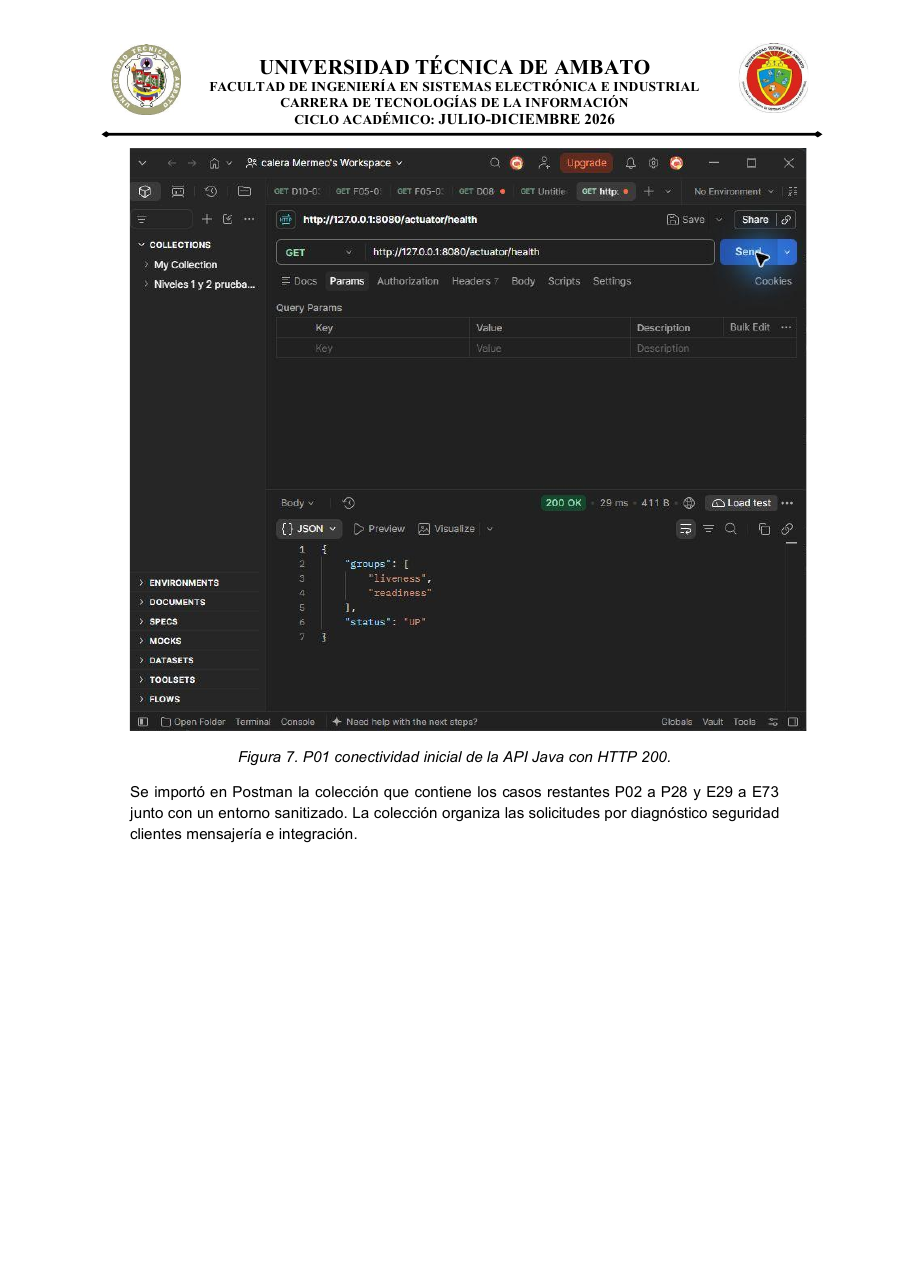 UNIVERSIDAD TÉCNICA DE AMBATO
FACULTAD DE INGENIERÍA EN SISTEMAS ELECTRÓNICA E INDUSTRIAL
CARRERA DE TECNOLOGÍAS DE LA INFORMACIÓN
CICLO ACADÉMICO: JULIO-DICIEMBRE 2026
calera Mermeo's Workspace
Upgrade
GET D10-0: GET F05-0 GET F05-0: GET D08 GET Untitle GET http: No Environment
http://127.0.0.1:8080/actuator/health Save Share
COLLECTIONS
My Collection
Niveles 1 y 2 prueba...
GET http://127.0.0.1:8080/actuator/health Send
Docs Params Authorization Headers 7 Body Scripts Settings Cookies
Query Params
Key Value Description Bulk Edit
Key Value Description
Body 200 OK 29 ms 411 B Load test
{} JSON Preview Visualize
1 {
2 "groups": [
3 "liveness",
4 "readiness"
5 ],
6 "status": "UP"
7 }
ENVIRONMENTS
DOCUMENTS
SPECS
MOCKS
DATASETS
TOOLSETS
FLOWS
Open Folder Terminal Console Need help with the next steps? Globals Vault Tools
Figura 7. P01 conectividad inicial de la API Java con HTTP 200.
Se importó en Postman la colección que contiene los casos restantes P02 a P28 y E29 a E73
junto con un entorno sanitizado. La colección organiza las solicitudes por diagnóstico seguridad
clientes mensajería e integración.